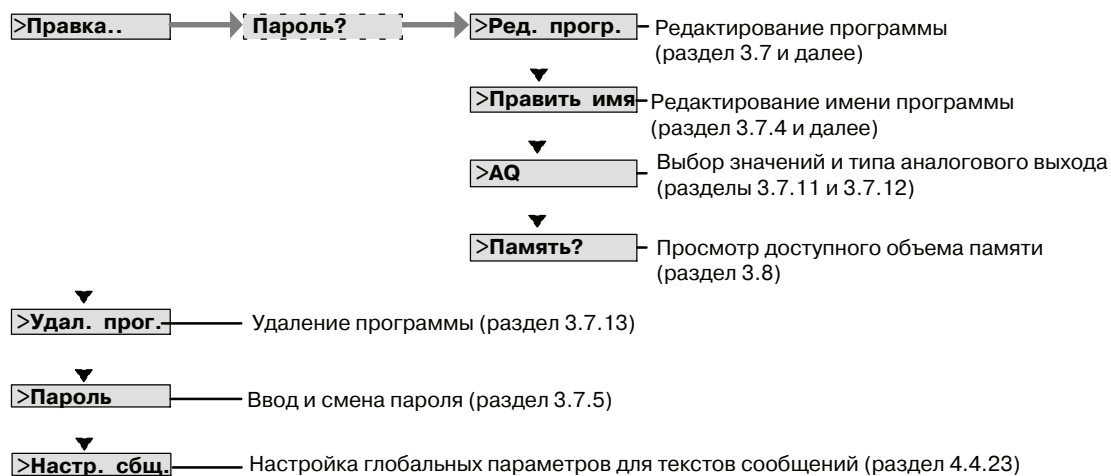 >Правка.. Пароль? >Ред. прогр. Редактирование программы
(раздел 3.7 и далее)
>Править имя Редактирование имени программы
(раздел 3.7.4 и далее)
>AQ Выбор значений и типа аналогового выхода
(разделы 3.7.11 и 3.7.12)
>Память? Просмотр доступного объема памяти
(раздел 3.8)
>Удал. прог. Удаление программы (раздел 3.7.13)
>Пароль Ввод и смена пароля (раздел 3.7.5)
>Настр. сбщ. Настройка глобальных параметров для текстов сообщений (раздел 4.4.23)